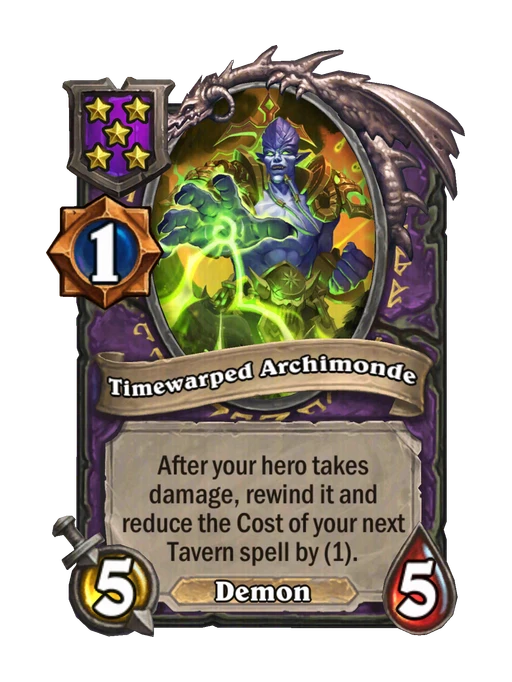 1
Timewarped Archimonde
After your hero takes
damage, rewind it and
reduce the Cost of your next
Tavern spell by (1).
5
Demon
5